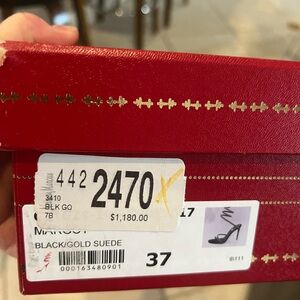 442 2470
3410
BLK GO
7B
$1,180.00
17
MARGOT
BLACK/GOLD SUEDE
37
000163480901